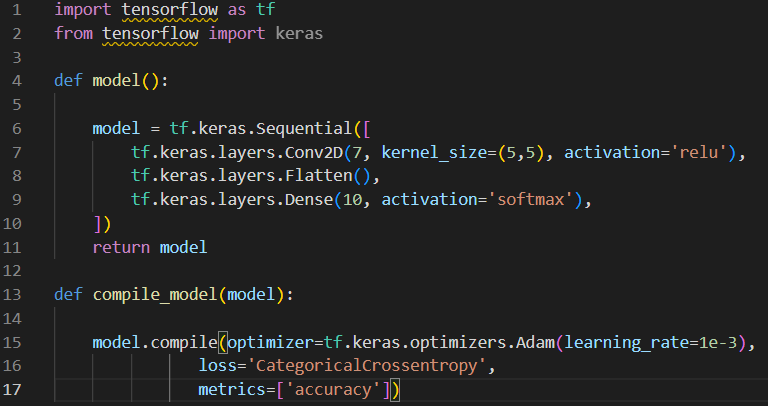 1 import tensorflow as tf
2 from tensorflow import keras
3
4 def model():
5
6     model = tf.keras.Sequential([
7         tf.keras.layers.Conv2D(7, kernel_size=(5,5), activation='relu'),
8         tf.keras.layers.Flatten(),
9         tf.keras.layers.Dense(10, activation='softmax'),
10     ])
11     return model
12
13 def compile_model(model):
14
15     model.compile(optimizer=tf.keras.optimizers.Adam(learning_rate=1e-3),
16                loss='CategoricalCrossentropy',
17                metrics=['accuracy'])